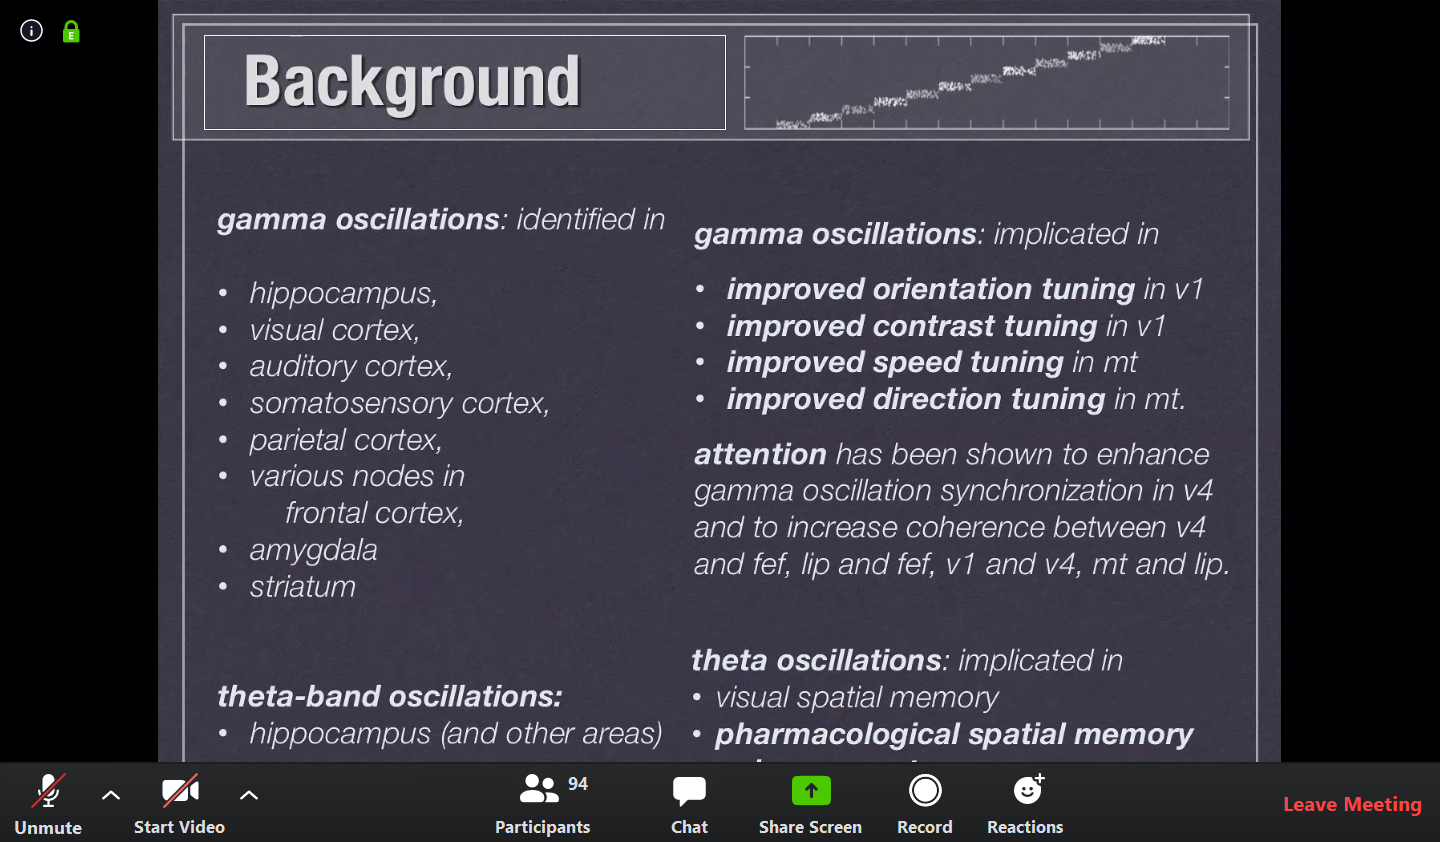 E
Background
gamma oscillations: identified in
• hippocampus,
• visual cortex,
• auditory cortex,
• somatosensory cortex,
• parietal cortex,
• various nodes in
frontal cortex,
• amygdala
• striatum
theta-band oscillations:
• hippocampus (and other areas)
gamma oscillations: implicated in
• improved orientation tuning in v1
• improved contrast tuning in v1
• improved speed tuning in mt
• improved direction tuning in mt.
attention has been shown to enhance
gamma oscillation synchronization in v4
and to increase coherence between v4
and fef, lip and fef, v1 and v4, mt and lip.
theta oscillations: implicated in
• visual spatial memory
• pharmacological spatial memory
94
Unmute
Start Video
Participants
Chat
Share Screen
Record
Reactions
Leave Meeting